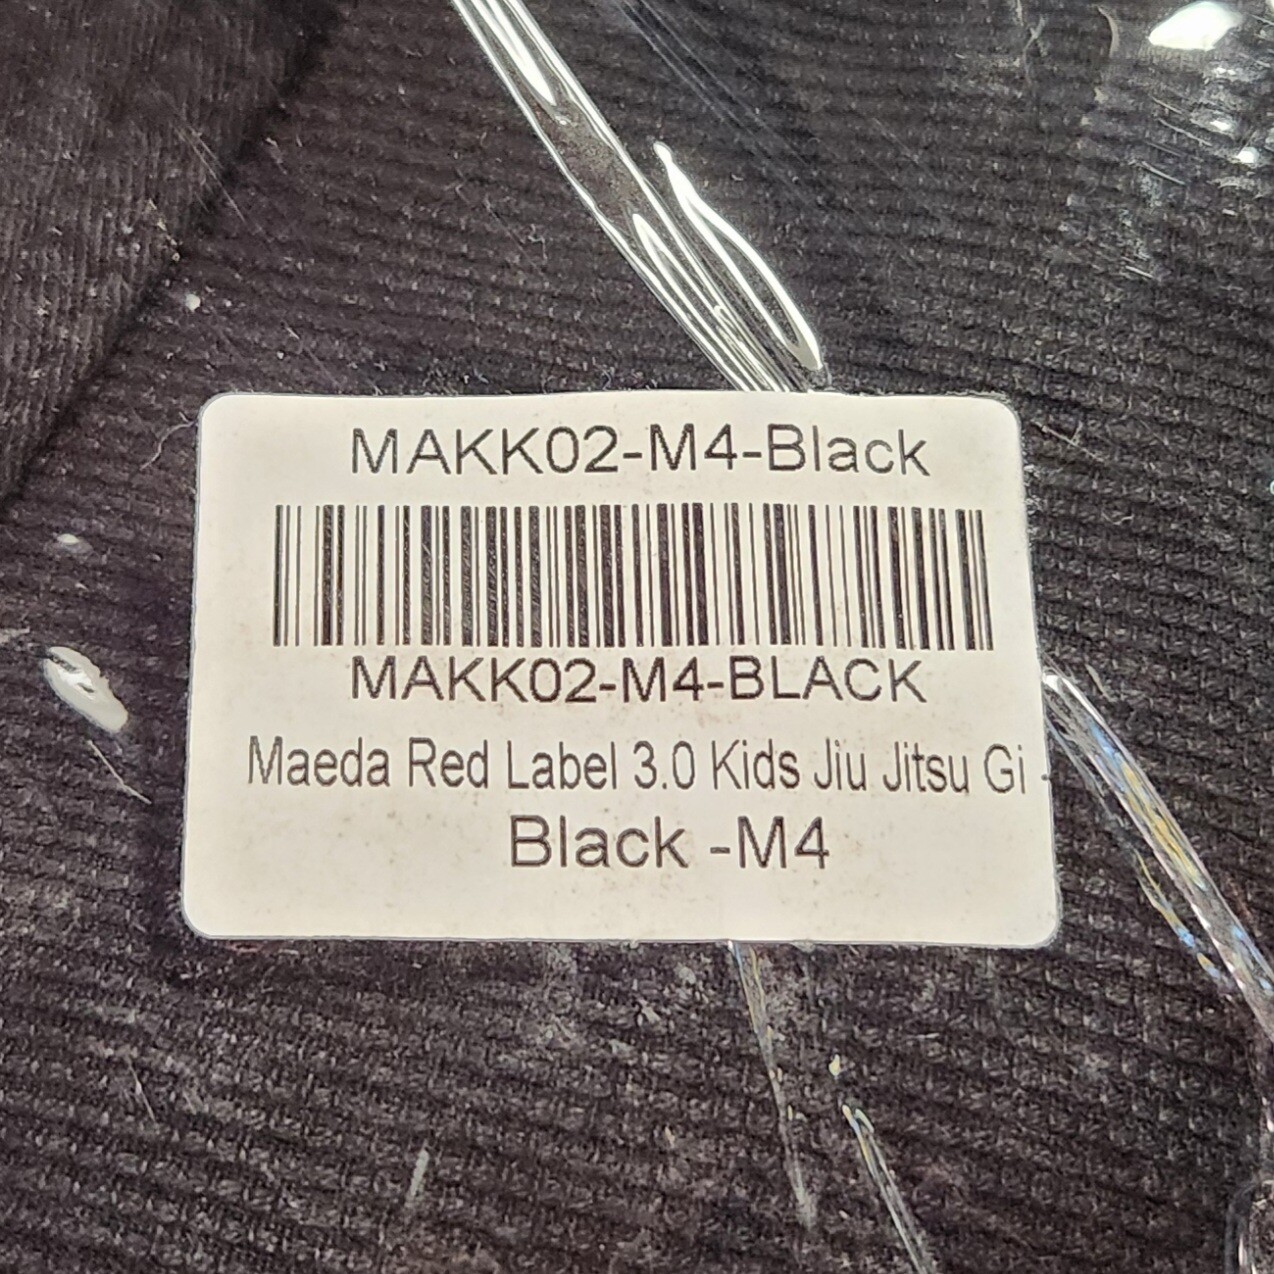 MAKK02-M4-Black
MAKK02-M4-BLACK
Maeda Red Label 3.0 Kids Jiu Jitsu Gi -
Black -M4